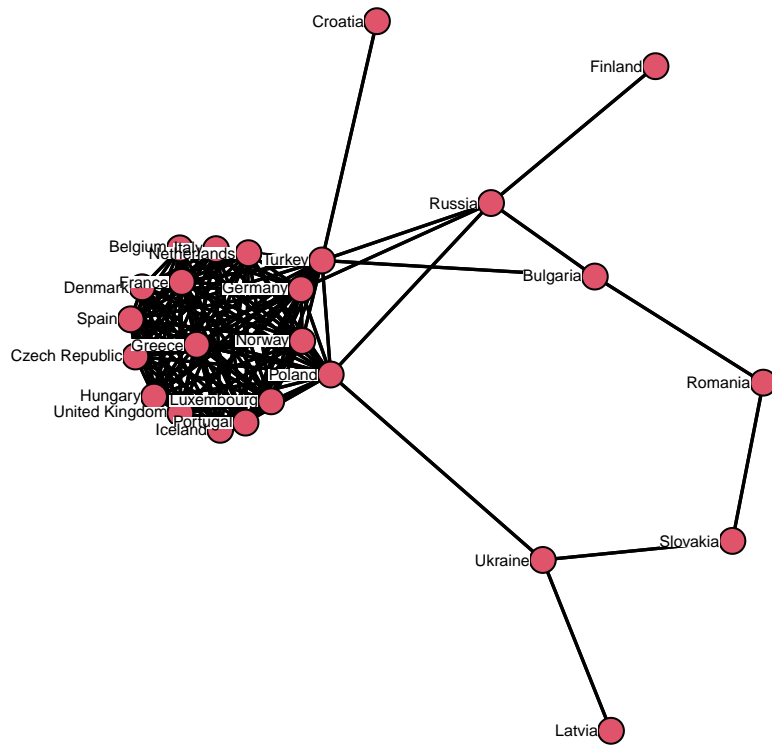 Croatia
Finland
Russia
Belgium
Italy
Netherlands
Turkey
Bulgaria
Denmark
France
Germany
Spain
Greece
Norway
Czech Republic
Poland
Romania
Hungary
Luxembourg
United Kingdom
Portugal
Iceland
Slovakia
Ukraine
Latvia